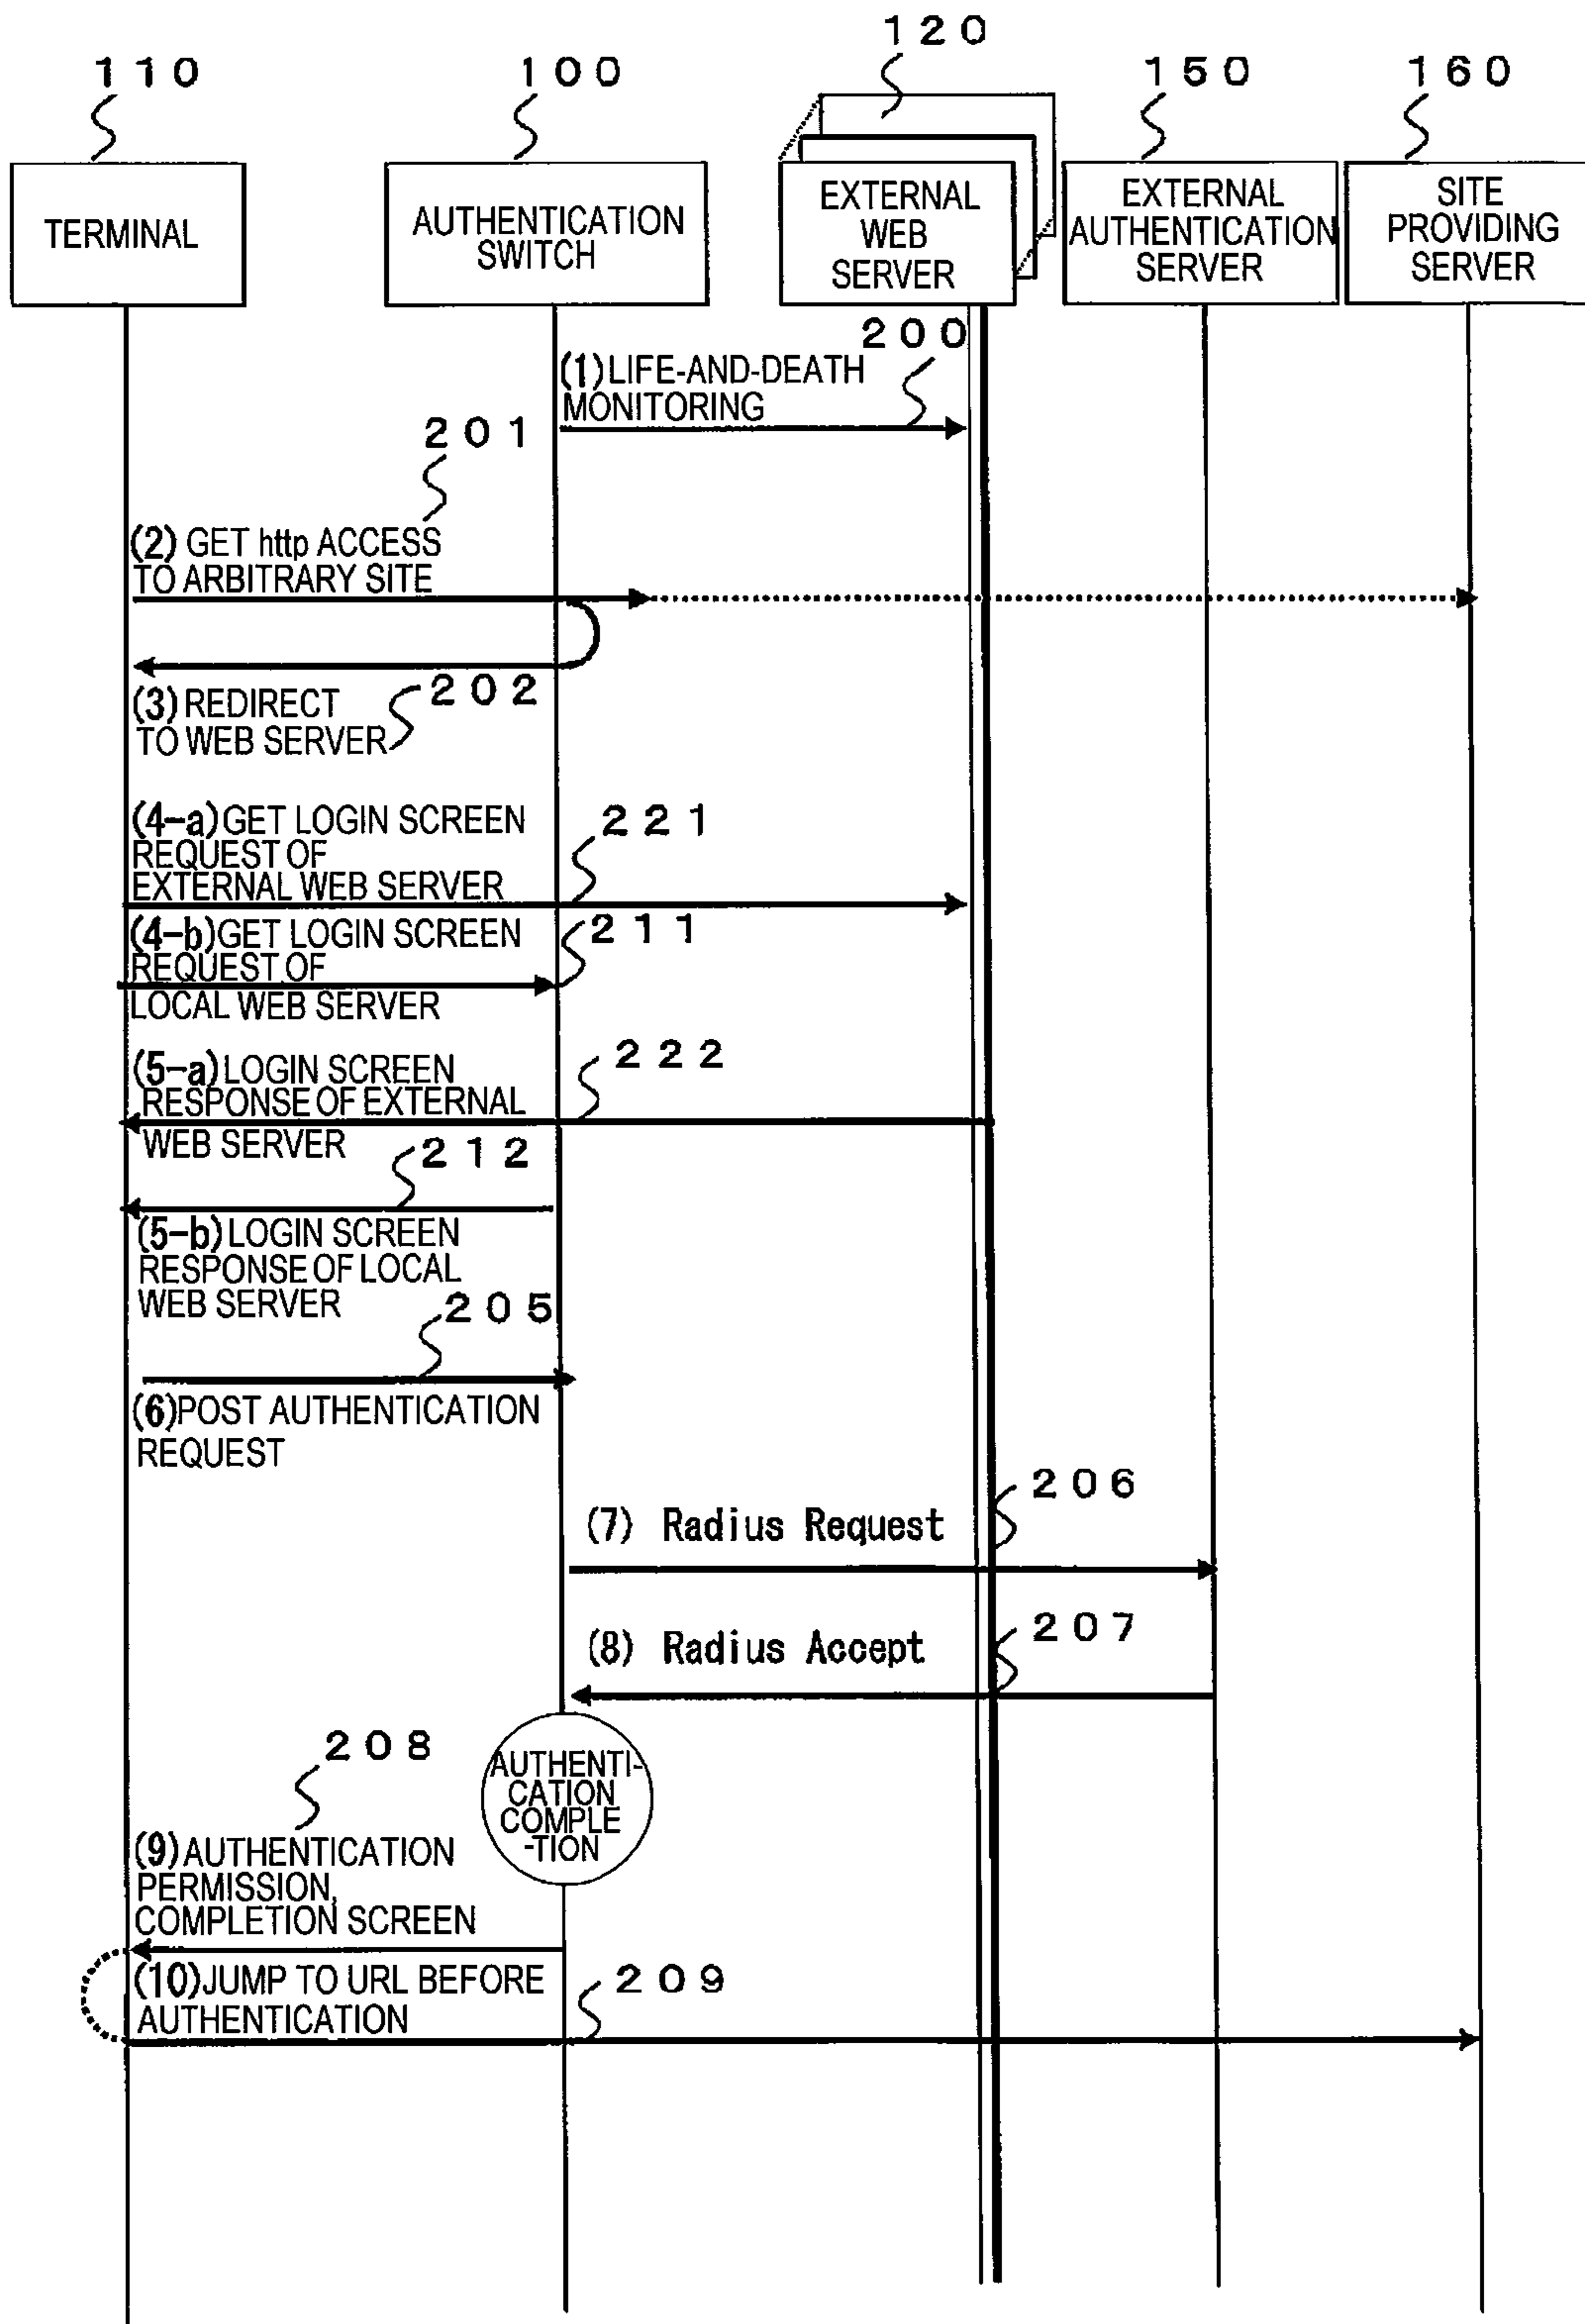 120
110
100
150
160
TERMINAL
AUTHENTICATION
SWITCH
EXTERNAL
WEB
SERVER
EXTERNAL
AUTHENTICATION
SERVER
SITE
PROVIDING
SERVER
200
(1) LIFE-AND-DEATH
MONITORING
201
(2) GET http ACCESS
TO ARBITRARY SITE
202
(3) REDIRECT
TO WEB SERVER
(4-a) GET LOGIN SCREEN
REQUEST OF
EXTERNAL WEB SERVER
221
(4-b) GET LOGIN SCREEN
REQUEST OF
LOCAL WEB SERVER
211
(5-a) LOGIN SCREEN
RESPONSE OF EXTERNAL
WEB SERVER
222
212
(5-b) LOGIN SCREEN
RESPONSE OF LOCAL
WEB SERVER
205
(6) POST AUTHENTICATION
REQUEST
206
(7) Radius Request
207
(8) Radius Accept
AUTHENTI-
CATION
COMPLE
-TION
208
(9) AUTHENTICATION
PERMISSION,
COMPLETION SCREEN
(10) JUMP TO URL BEFORE
AUTHENTICATION
209